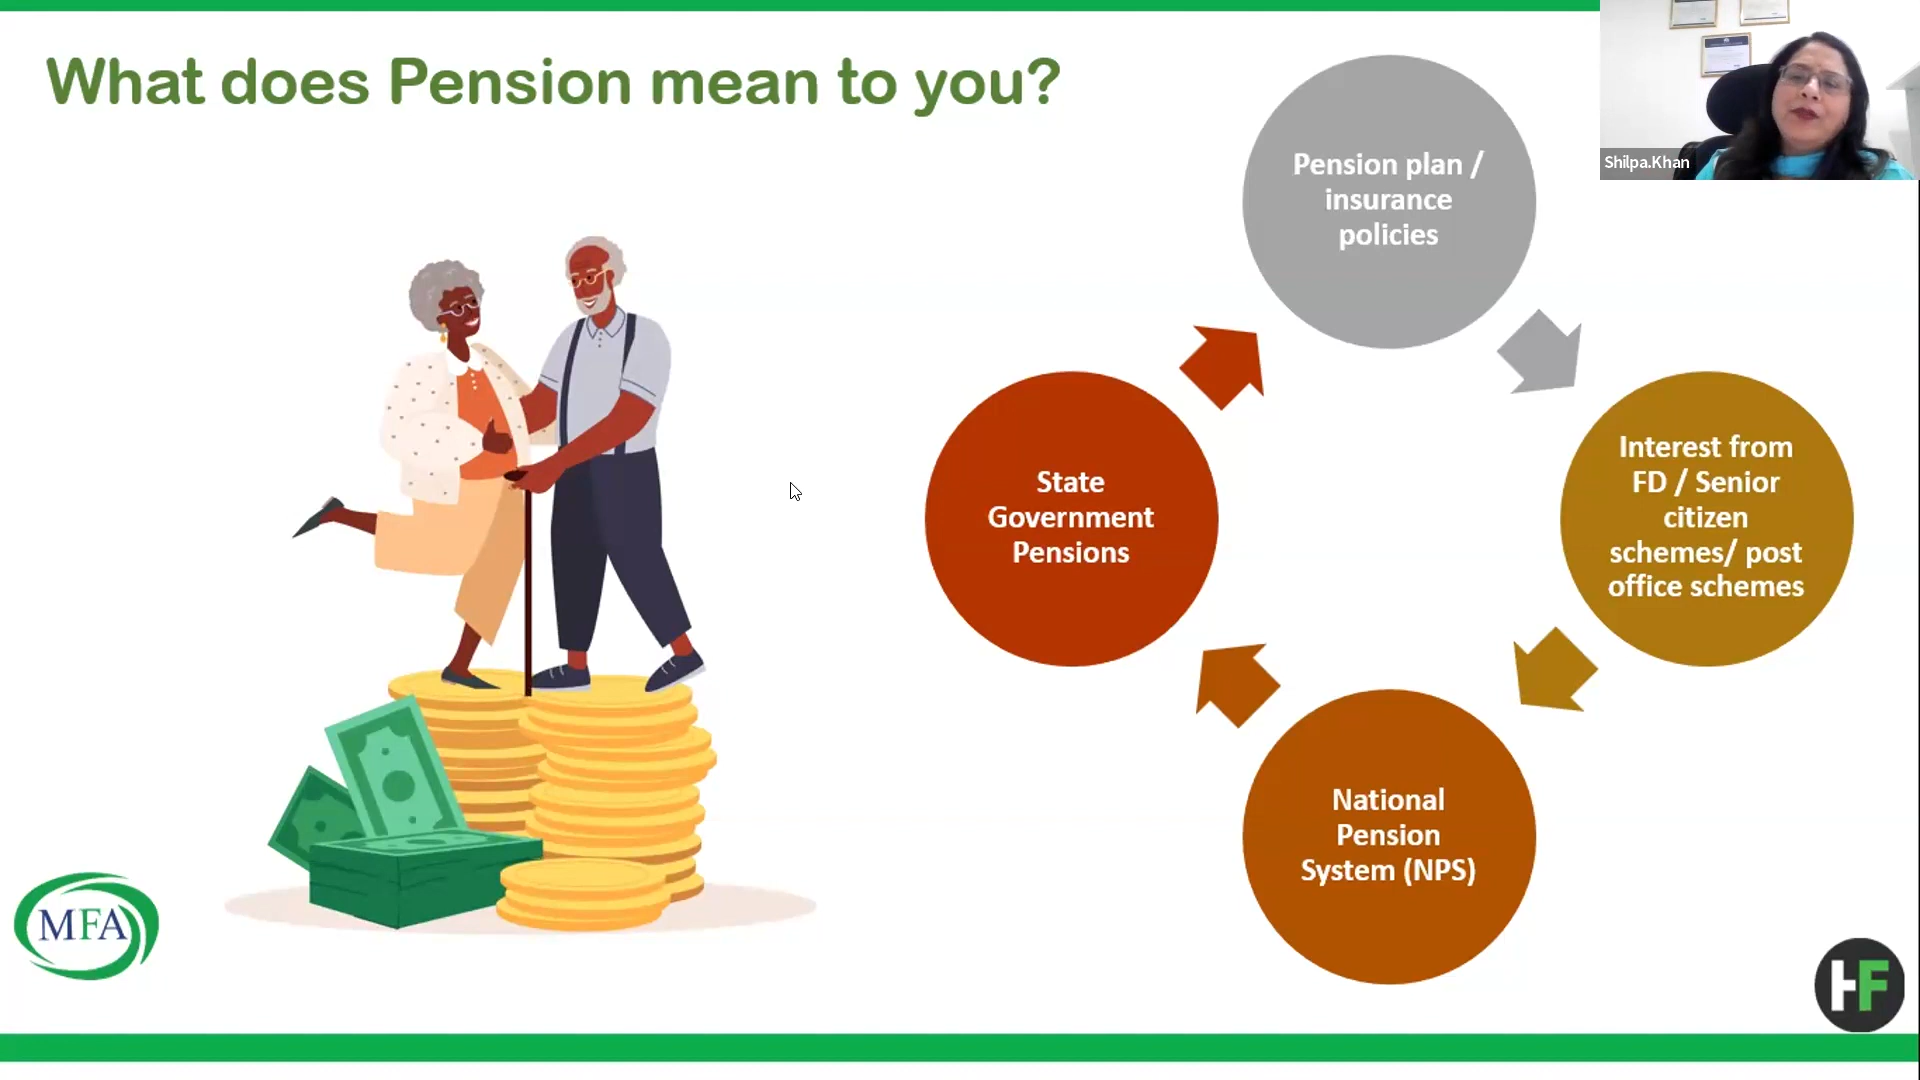 What does Pension mean to you?
Shilpa.Khan
Pension plan /
insurance
policies
Interest from
FD / Senior
citizen
schemes/ post
office schemes
National
Pension
System (NPS)
State
Government
Pensions
MFA
HF